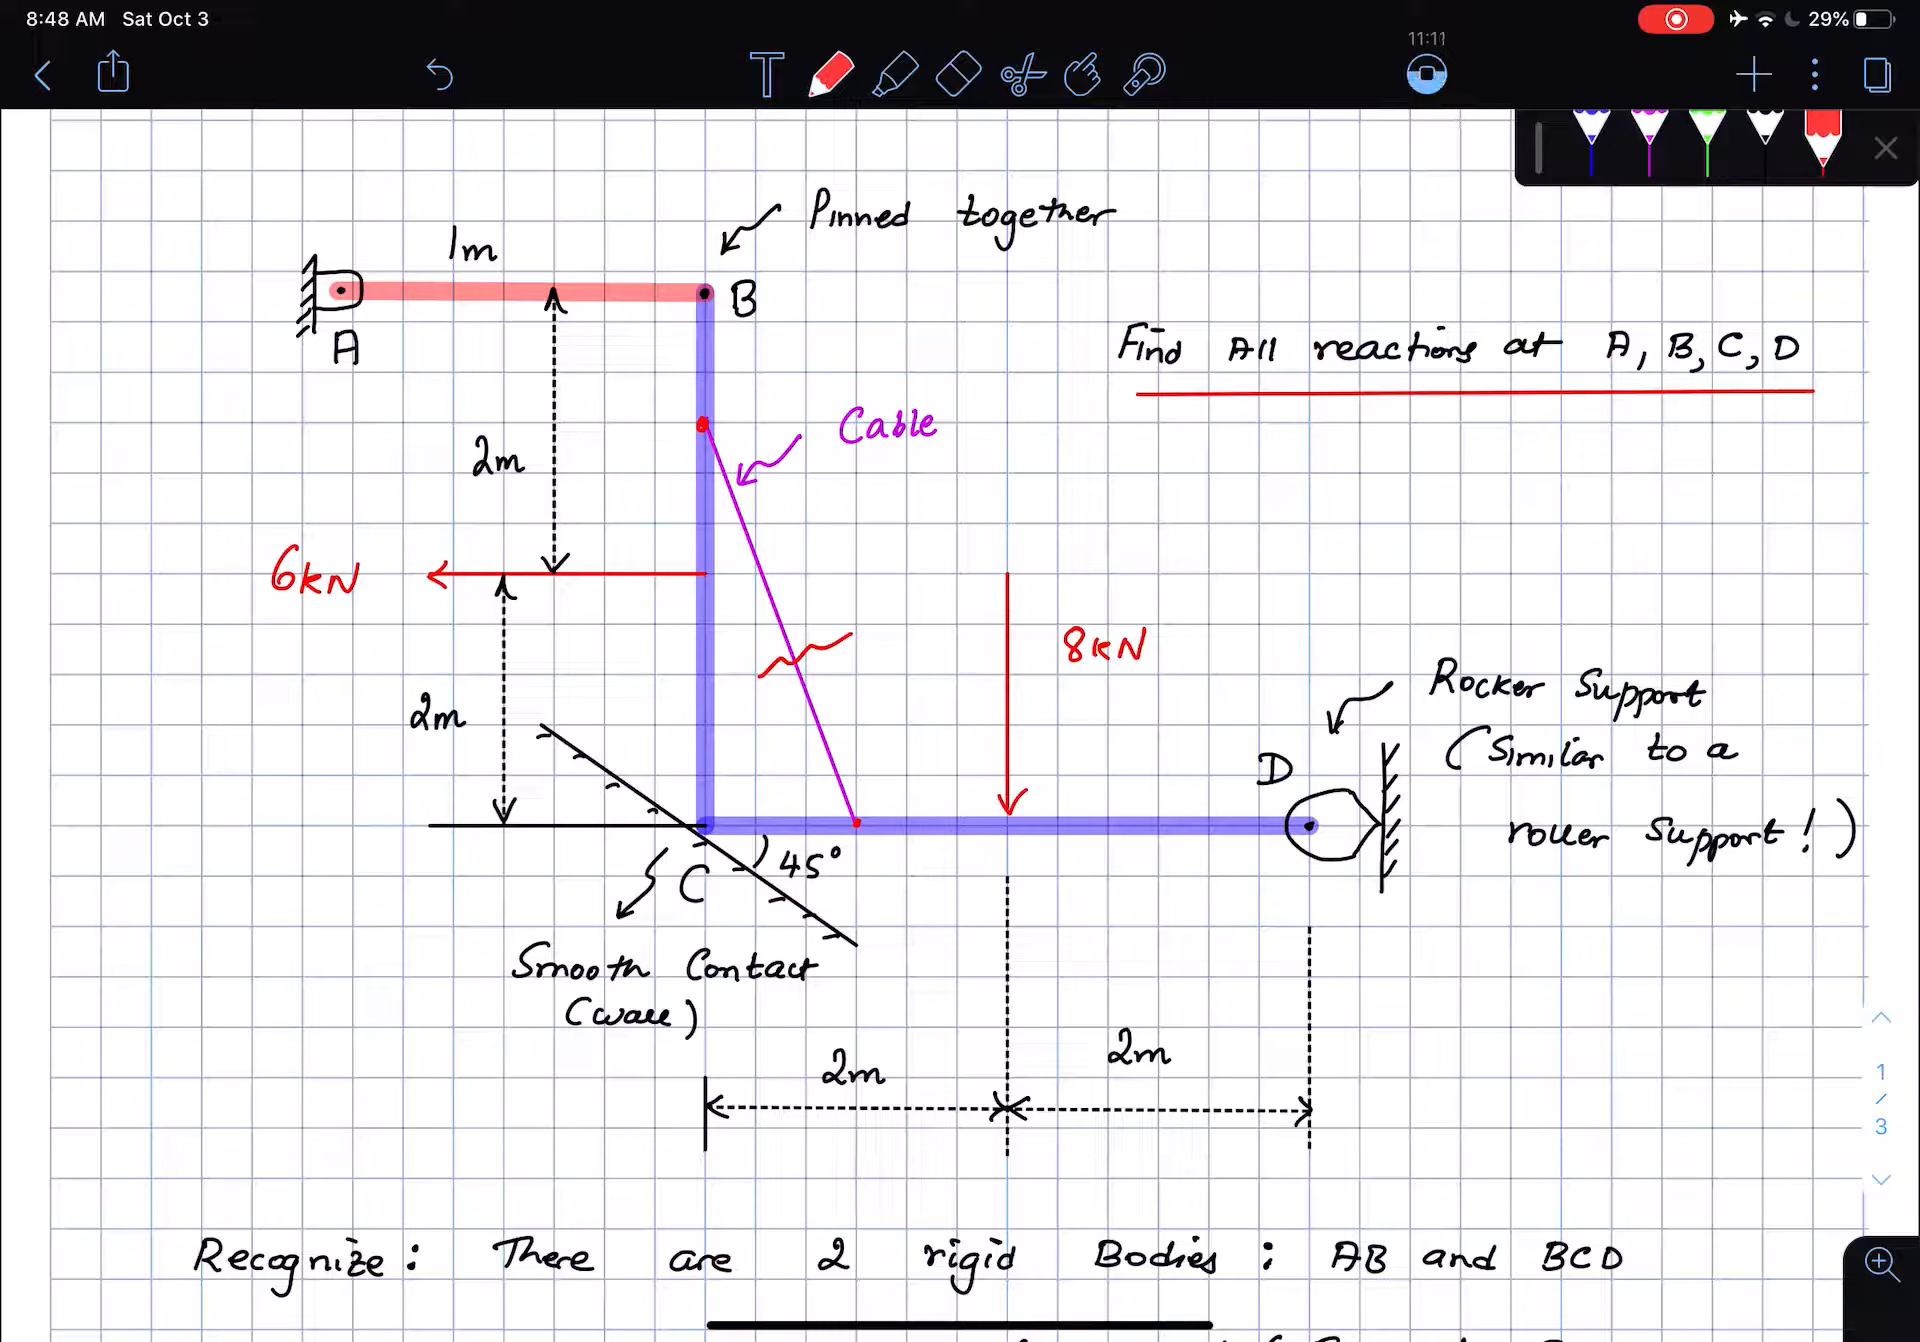 8:48 AM Sat Oct 3
29%
11:11
Pinned together
1m
B
A
Find All reactions at A, B, C, D
Cable
2m
6kN
8kN
Rocker Support
2m
(Similar to a
D
roller support!)
45°
C
Smooth Contact
(wall)
2m
2m
1
/
3
Recognize: There are 2 rigid Bodies: AB and BCD